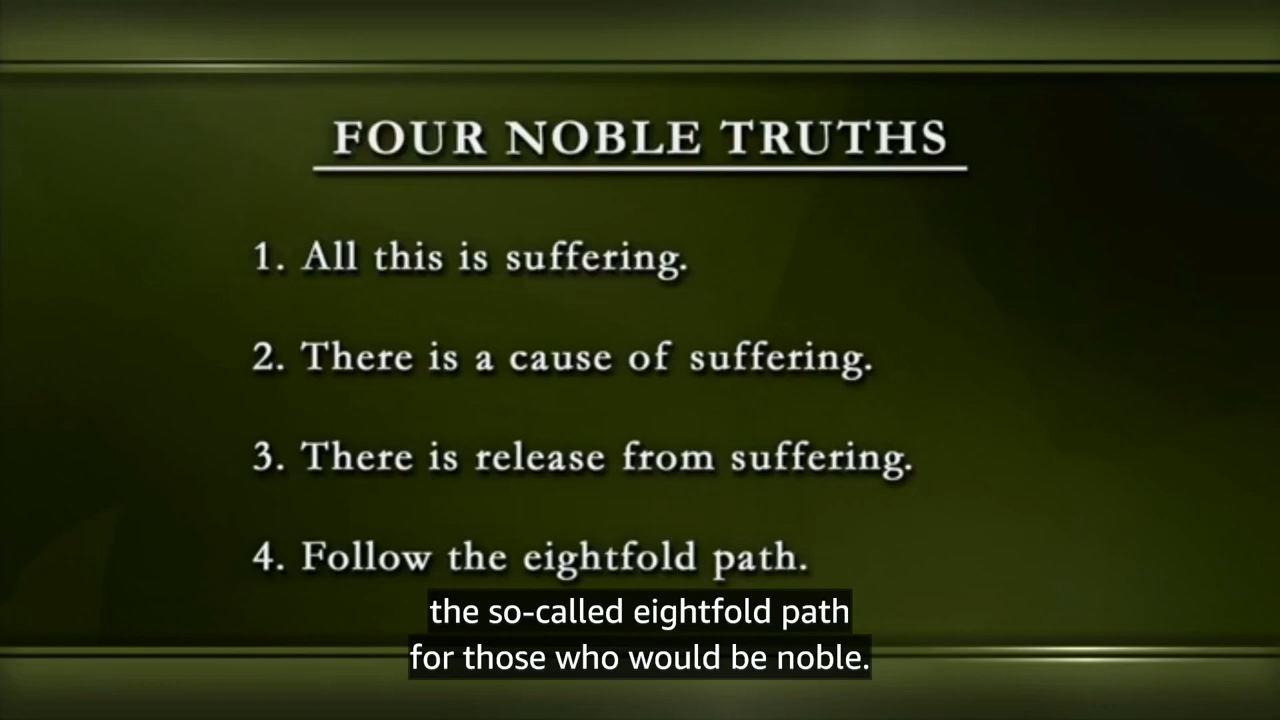 FOUR NOBLE TRUTHS
1. All this is suffering.
2. There is a cause of suffering.
3. There is release from suffering.
4. Follow the eightfold path.
the so-called eightfold path
for those who would be noble.